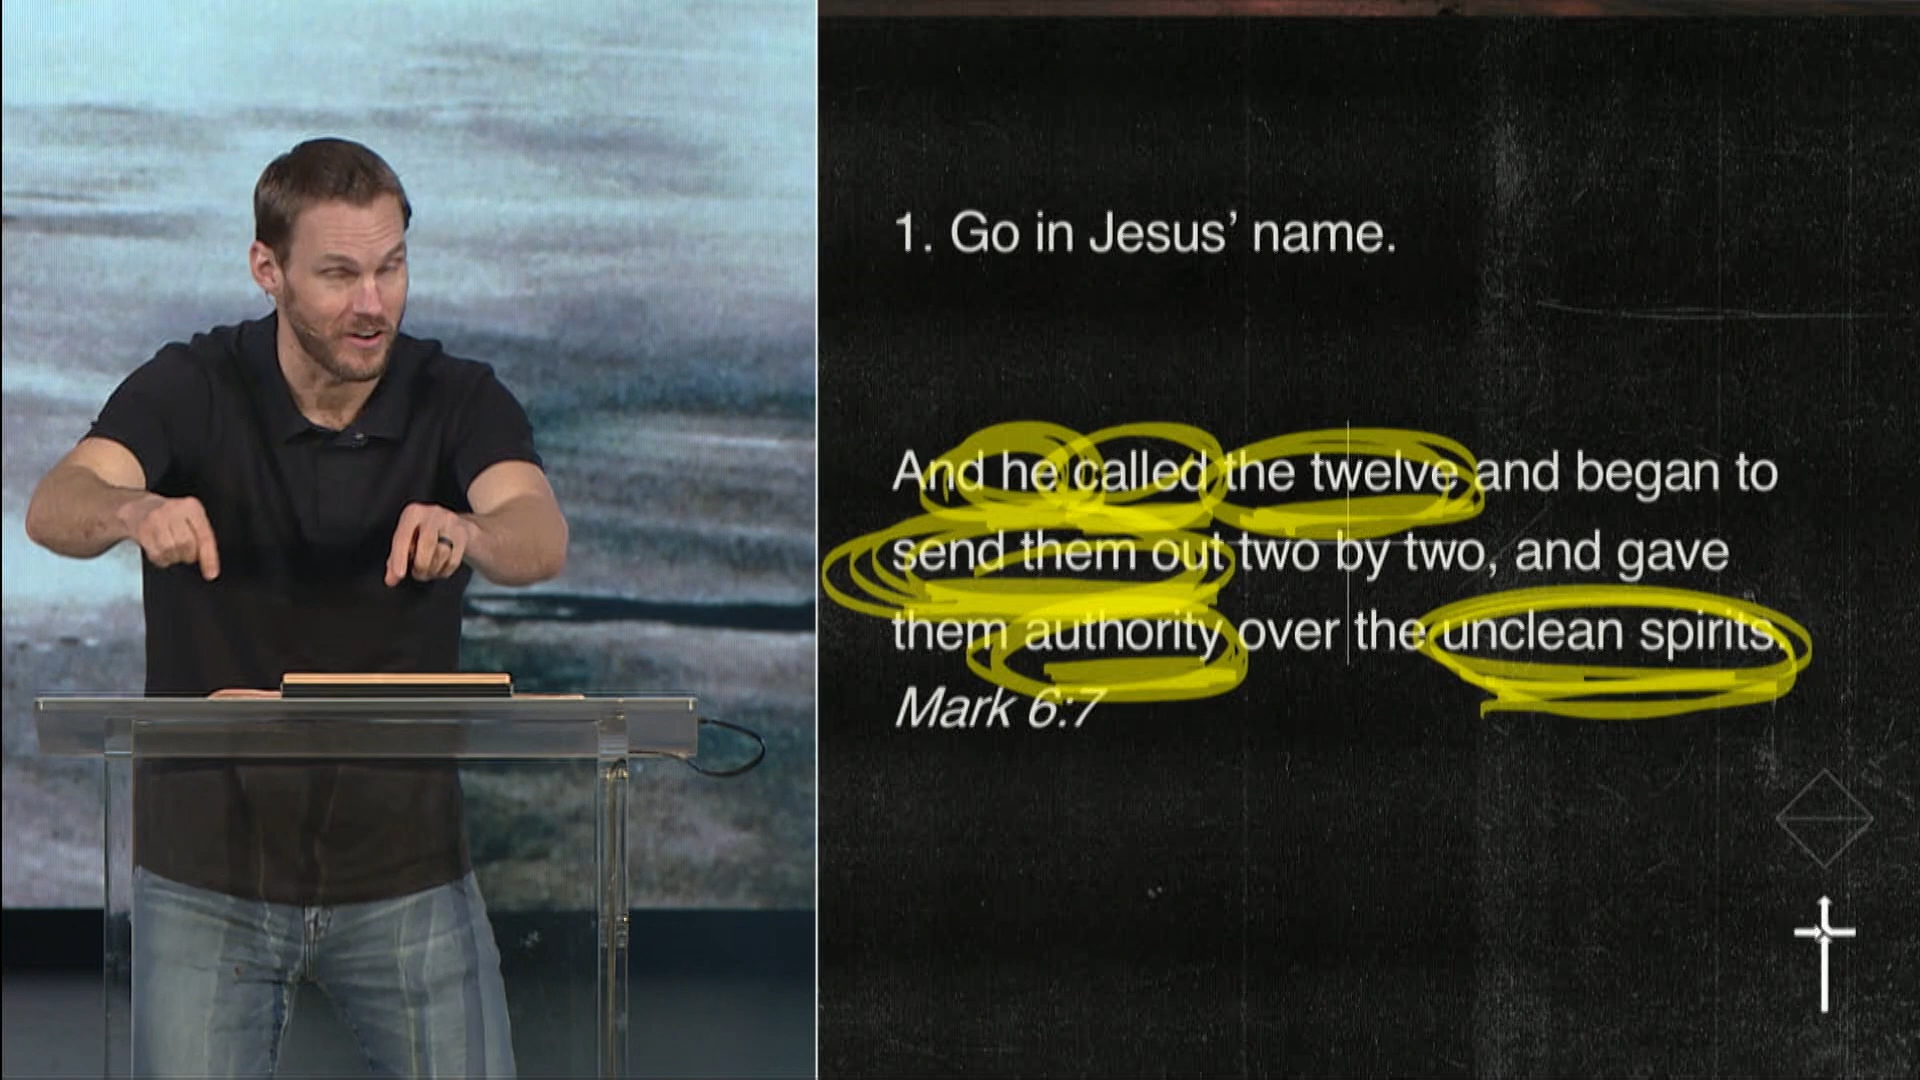 1. Go in Jesus’ name.
And he called the twelve and began to
send them out two by two, and gave
them authority over the unclean spirits.
Mark 6:7